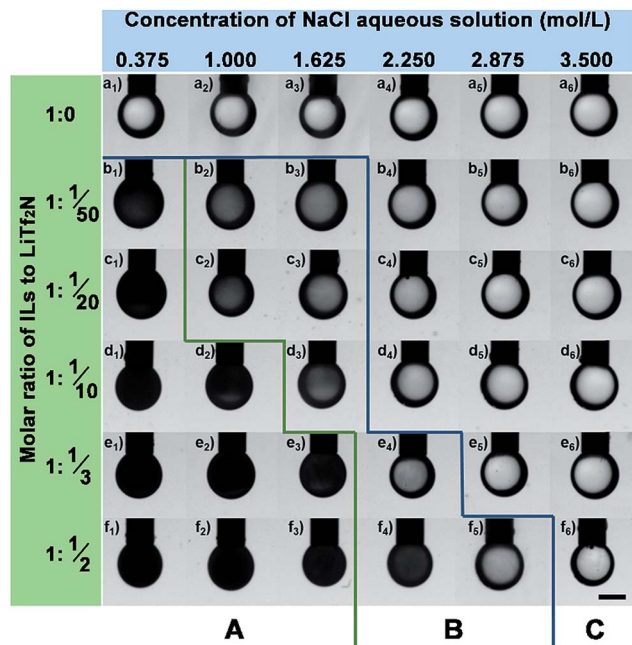 Concentration of NaCl aqueous solution (mol/L)
0.375 1.000 1.625 2.250 2.875 3.500
Molar ratio of ILs to LiTf₂N
1:0 a₁) a₂) a₃) a₄) a₅) a₆)
1: 1/50 b₁) b₂) b₃) b₄) b₅) b₆)
1: 1/20 c₁) c₂) c₃) c₄) c₅) c₆)
1: 1/10 d₁) d₂) d₃) d₄) d₅) d₆)
1: 1/3 e₁) e₂) e₃) e₄) e₅) e₆)
1: 1/2 f₁) f₂) f₃) f₄) f₅) f₆)
A B C